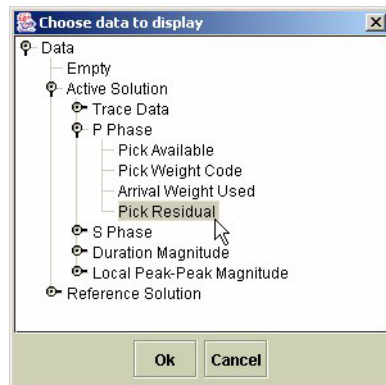 Choose data to display
Data
Empty
Active Solution
Trace Data
P Phase
Pick Available
Pick Weight Code
Arrival Weight Used
Pick Residual
S Phase
Duration Magnitude
Local Peak-Peak Magnitude
Reference Solution
Ok Cancel